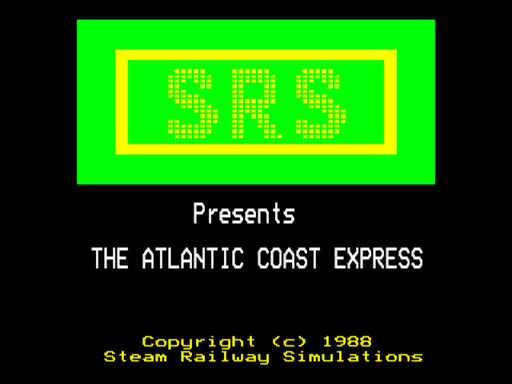 SRS
Presents
THE ATLANTIC COAST EXPRESS
Copyright (c) 1988
Steam Railway Simulations